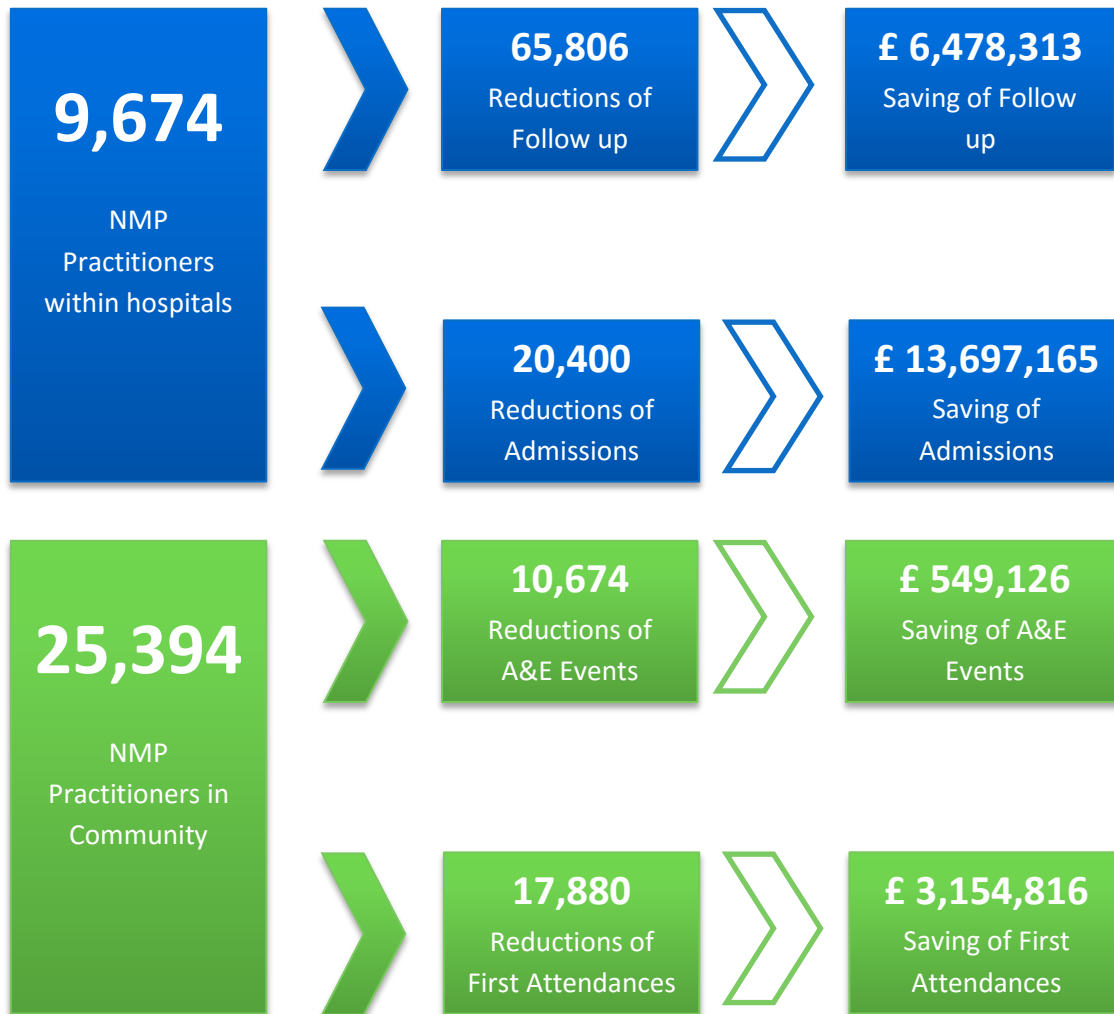 9,674
NMP
Practitioners
within hospitals
65,806
Reductions of
Follow up
£ 6,478,313
Saving of Follow
up
20,400
Reductions of
Admissions
£ 13,697,165
Saving of
Admissions
25,394
NMP
Practitioners in
Community
10,674
Reductions of
A&E Events
£ 549,126
Saving of A&E
Events
17,880
Reductions of
First Attendances
£ 3,154,816
Saving of First
Attendances